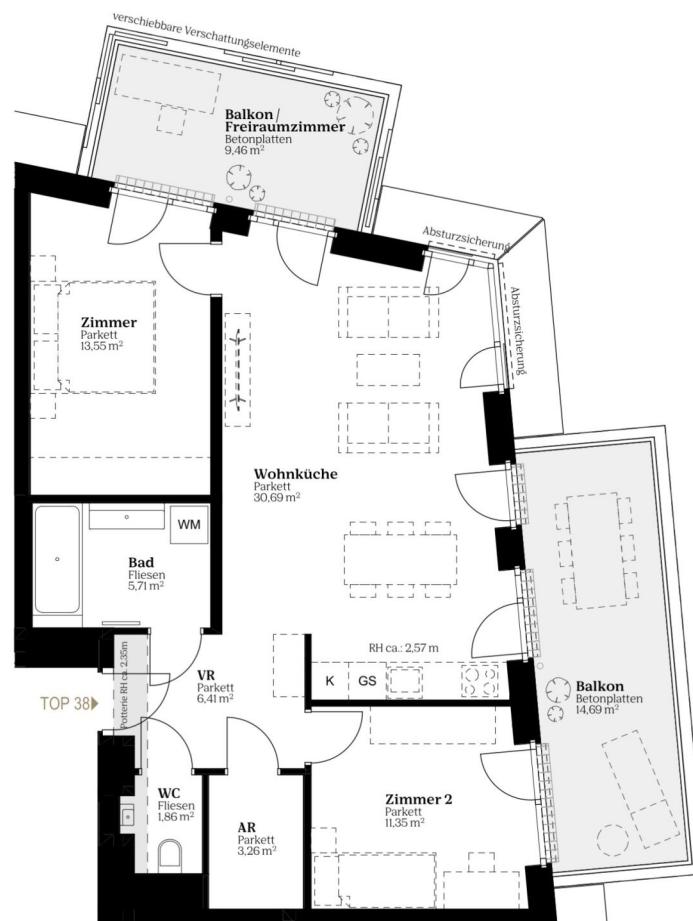 verschiebbare Verschattungselemente
Balkon/
Freiraumzimmer
Betonplatten
9,46 m²
Absturzsicherung
Absturzsicherung
Zimmer
Parkett
13,55 m²
Wohnküche
Parkett
30,69 m²
WM
Bad
Fliesen
5,71 m²
RH ca.: 2,57 m
K
GS
Potterie RH ca. 2,35m
VR
Parkett
6,41 m²
TOP 38
Balkon
Betonplatten
14,69 m²
WC
Fliesen
1,86 m²
AR
Parkett
3,26 m²
Zimmer 2
Parkett
11,35 m²